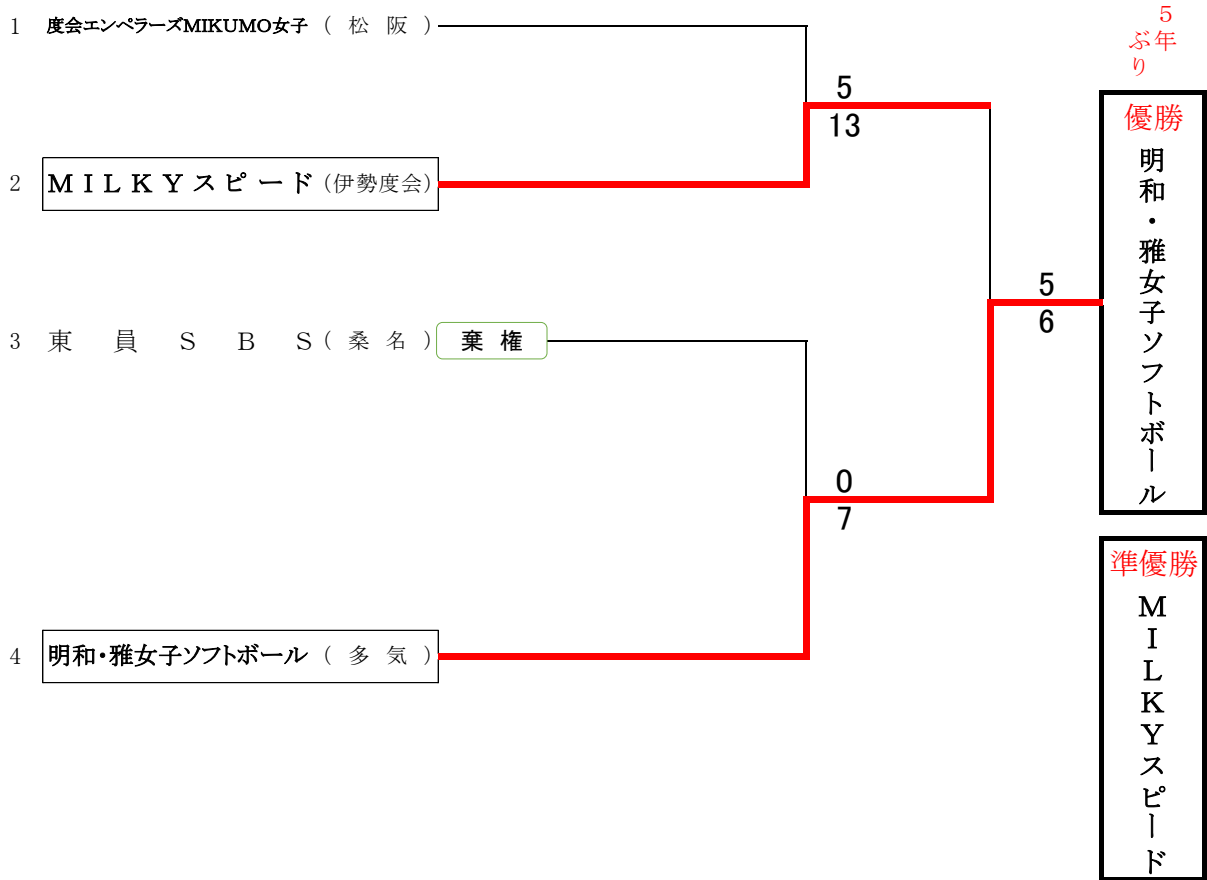 1 度会エンペラーズMIKUMO女子 ( 松 阪 )
5
13
2 ＭＩＬＫＹスピード (伊勢度会)
5
6
3 東 員 Ｓ Ｂ Ｓ ( 桑 名 ) 棄 権
0
7
4 明和・雅女子ソフトボール ( 多 気 )
５年
ぶり
優勝
明和・雅女子ソフトボール
準優勝
ＭＩＬＫＹスピード